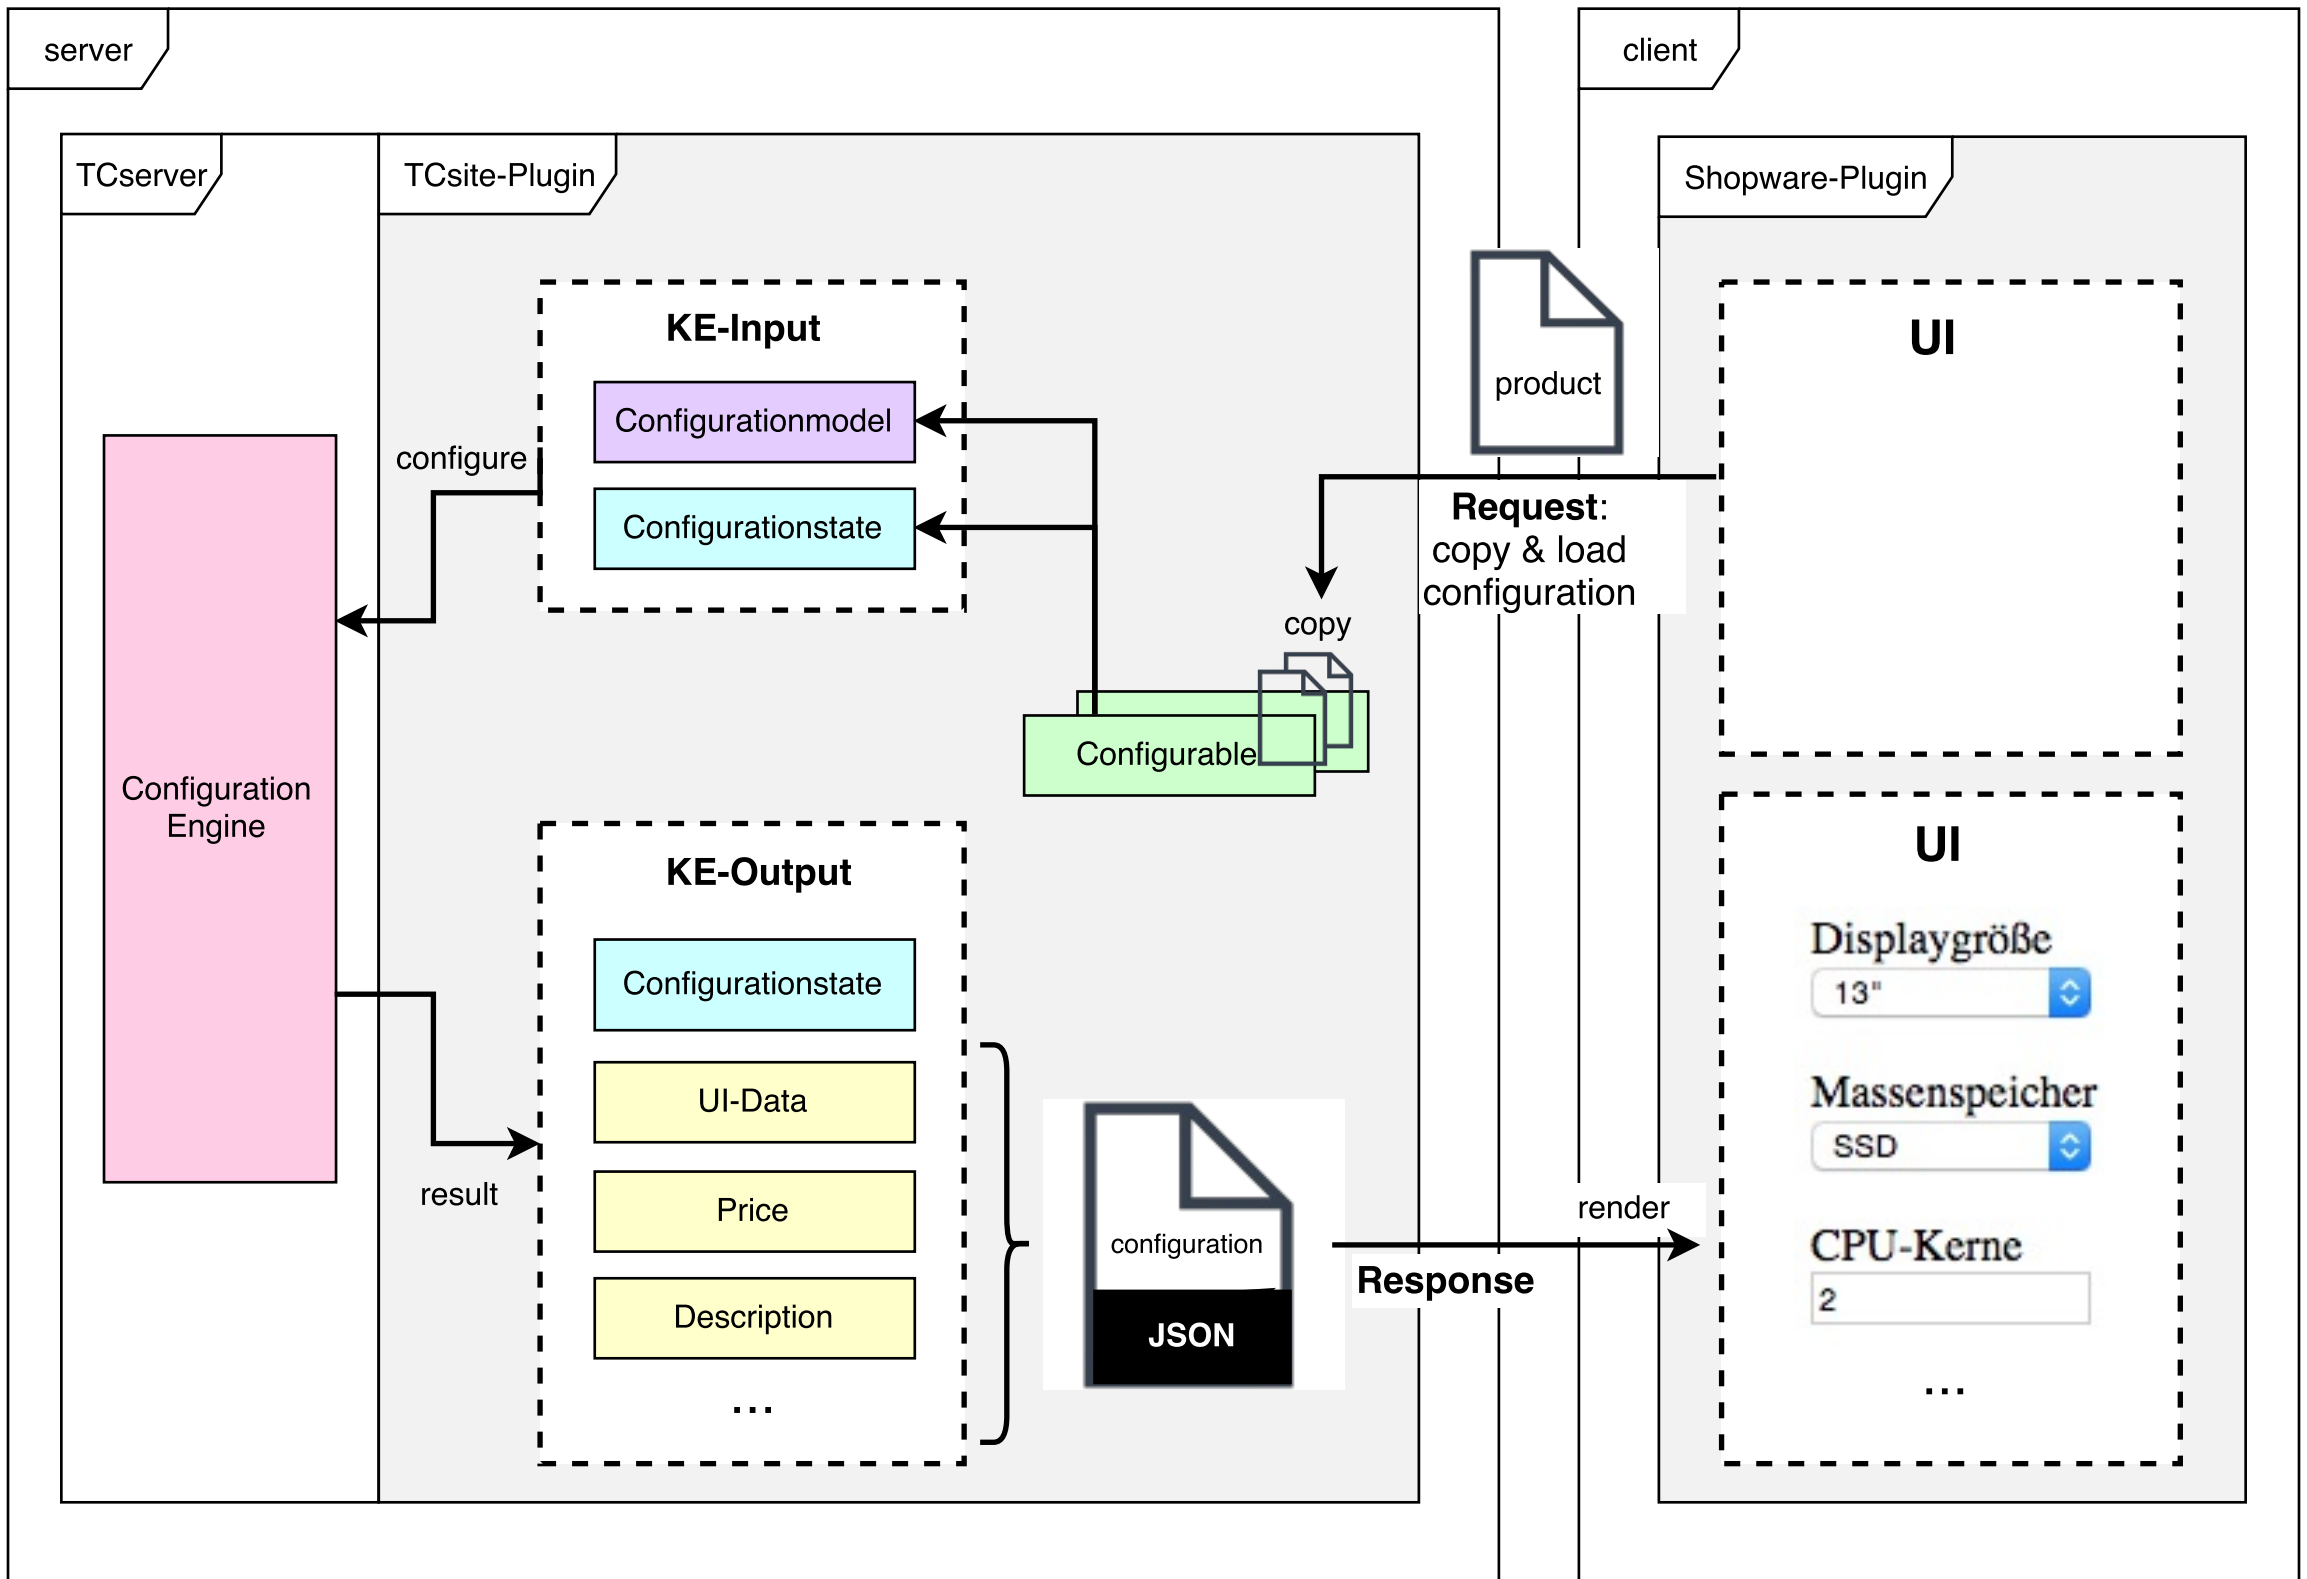 server
client
TCserver
TCsite-Plugin
Shopware-Plugin
KE-Input
Configurationmodel
Configurationstate
configure
product
UI
Request:
copy & load
configuration
copy
Configurable
Configuration
Engine
KE-Output
Configurationstate
UI-Data
Price
Description
...
result
configuration
JSON
render
Response
UI
Displaygröße
13"
Massenspeicher
SSD
CPU-Kerne
2
...